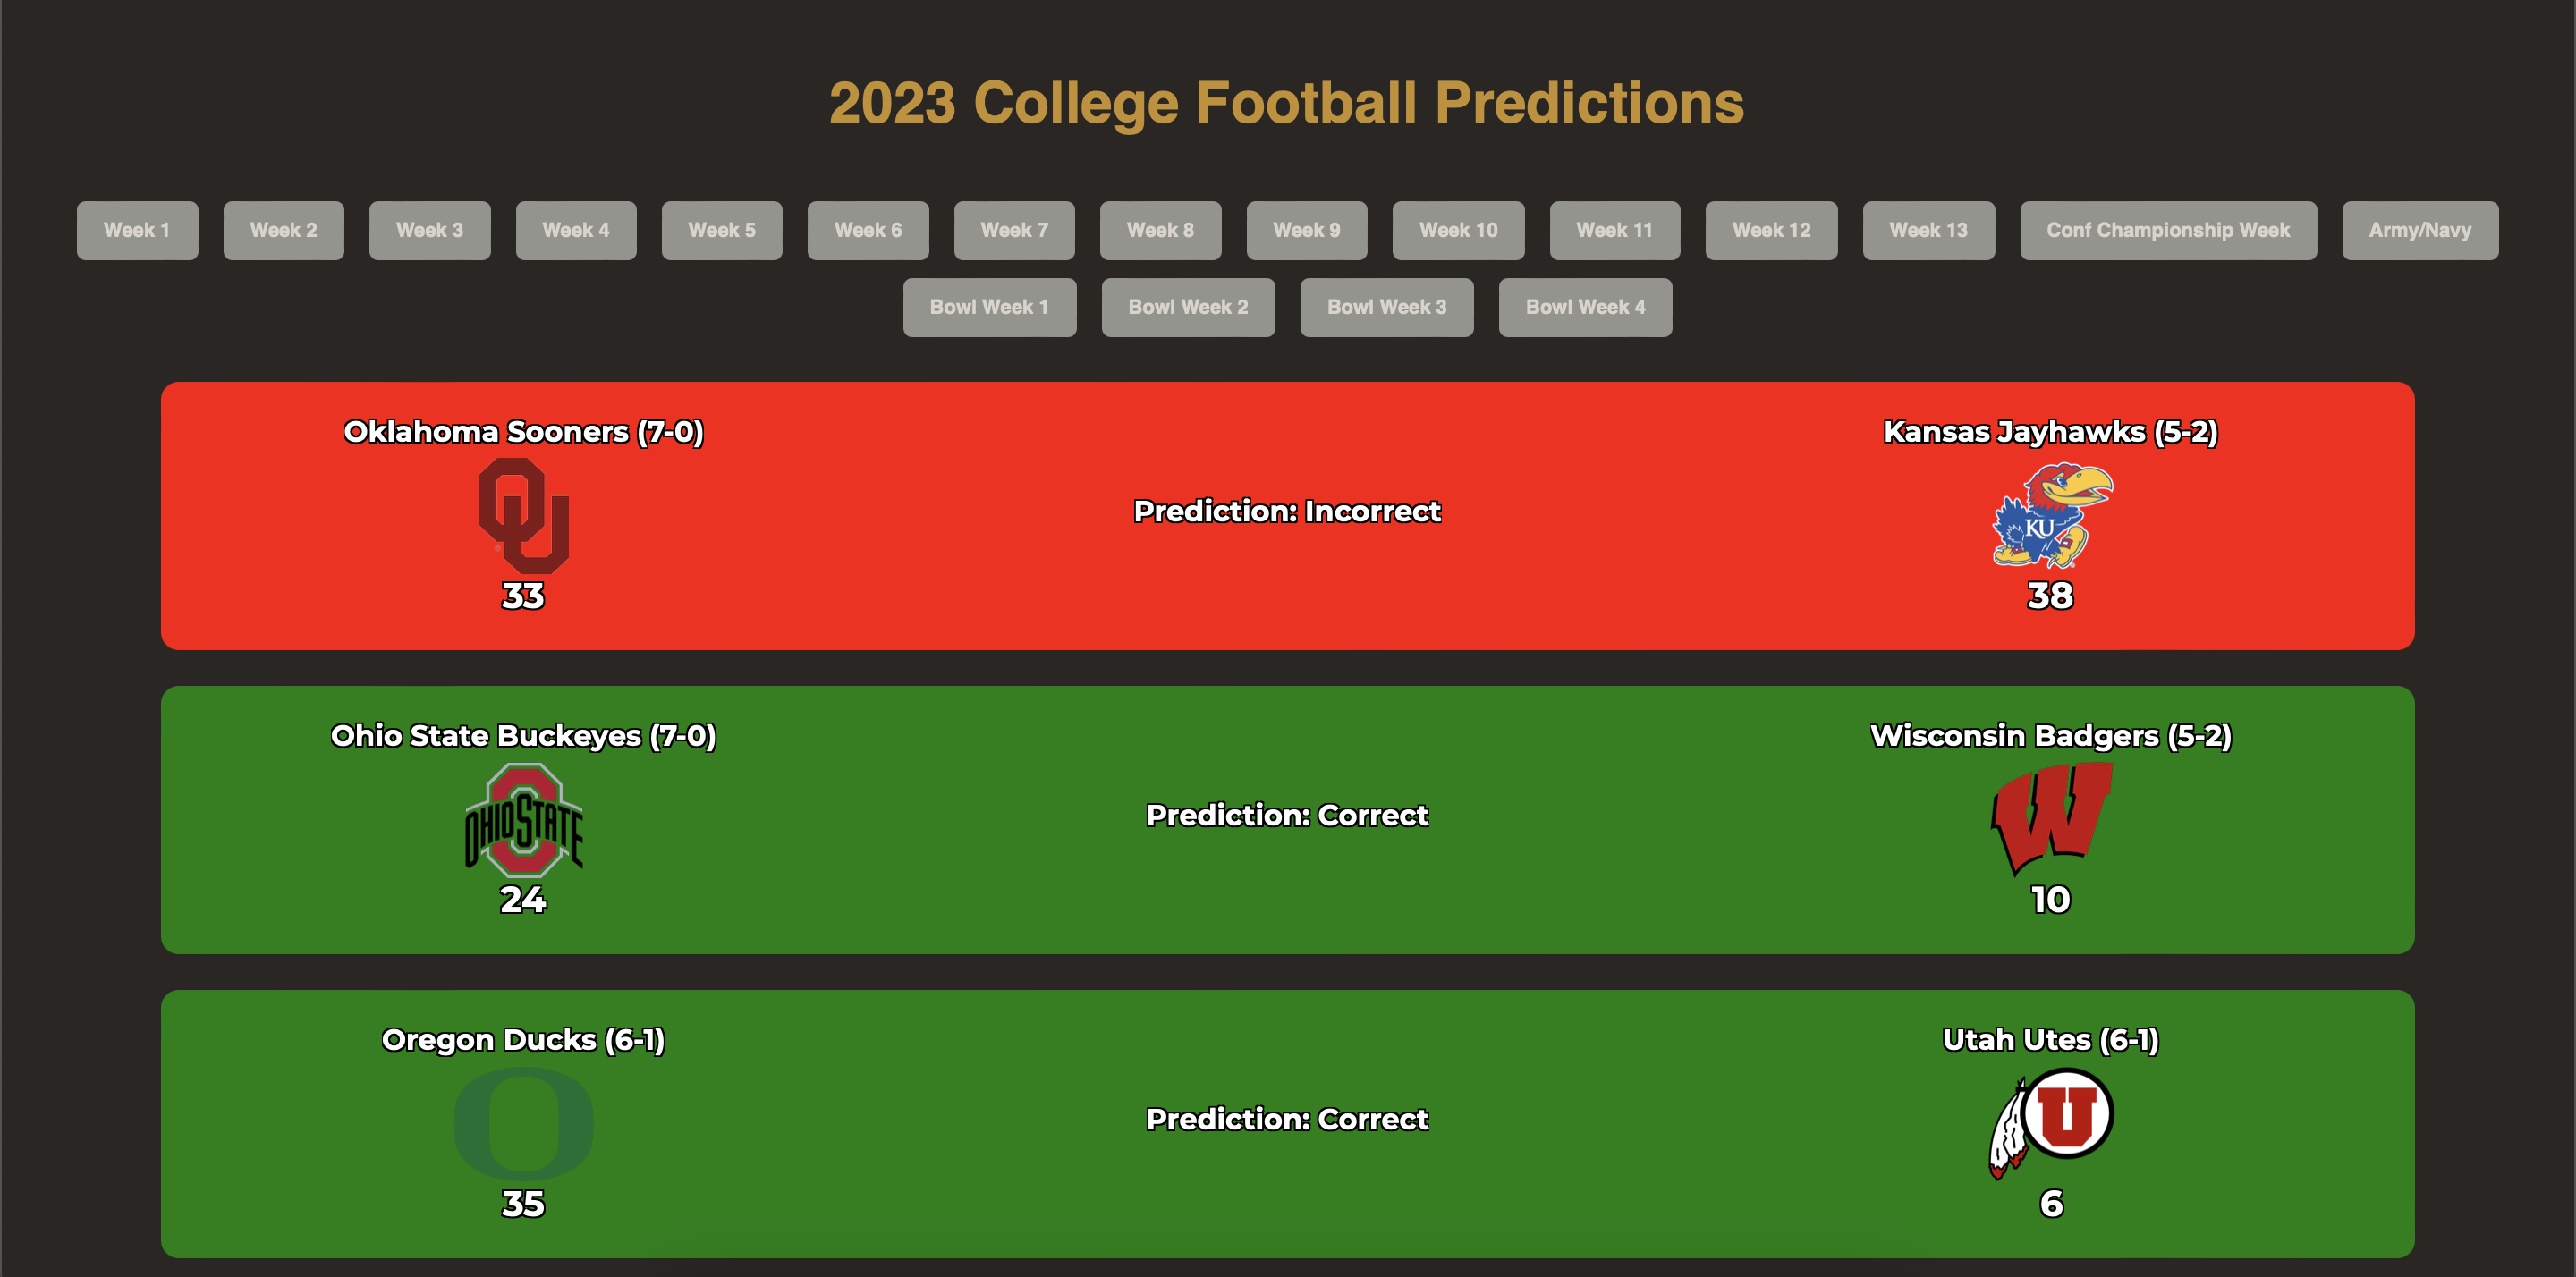 2023 College Football Predictions
Week 1 Week 2 Week 3 Week 4 Week 5 Week 6 Week 7 Week 8 Week 9 Week 10 Week 11 Week 12 Week 13 Conf Championship Week Army/Navy
Bowl Week 1 Bowl Week 2 Bowl Week 3 Bowl Week 4
Oklahoma Sooners (7-0)
OU
33
Prediction: Incorrect
Kansas Jayhawks (5-2)
KU
38
Ohio State Buckeyes (7-0)
OHIO STATE
24
Prediction: Correct
Wisconsin Badgers (5-2)
W
10
Oregon Ducks (6-1)
O
35
Prediction: Correct
Utah Utes (6-1)
U
6